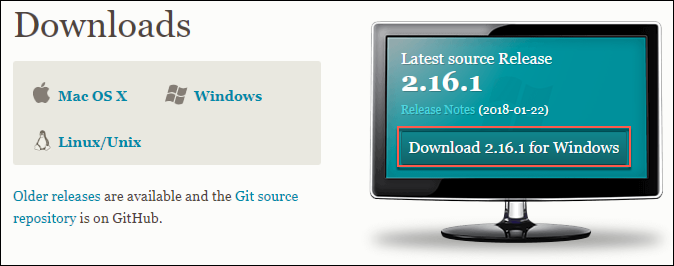 Downloads
Mac OS X
Windows
Linux/Unix
Older releases are available and the Git source
repository is on GitHub.
Latest source Release
2.16.1
Release Notes (2018-01-22)
Download 2.16.1 for Windows